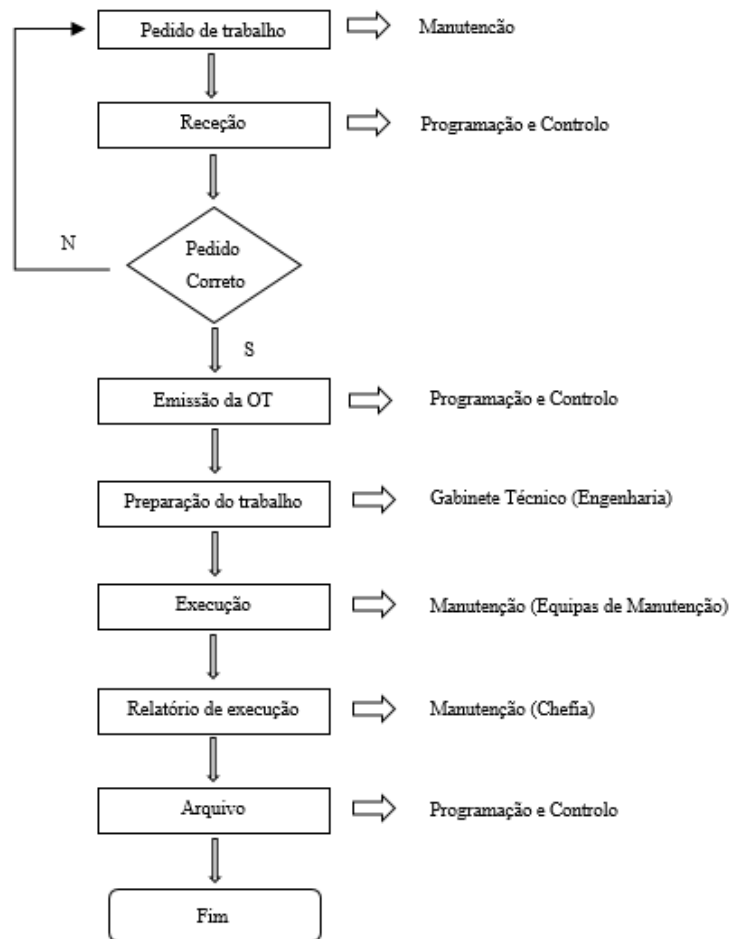 Pedido de trabalho
Manutencão
Receção
Programação e Controlo
Pedido
Correto
N
S
Emissão da OT
Programação e Controlo
Preparação do trabalho
Gabinete Técnico (Engenharia)
Execução
Manutenção (Equipas de Manutenção)
Relatório de execução
Manutenção (Chefia)
Arquivo
Programação e Controlo
Fim